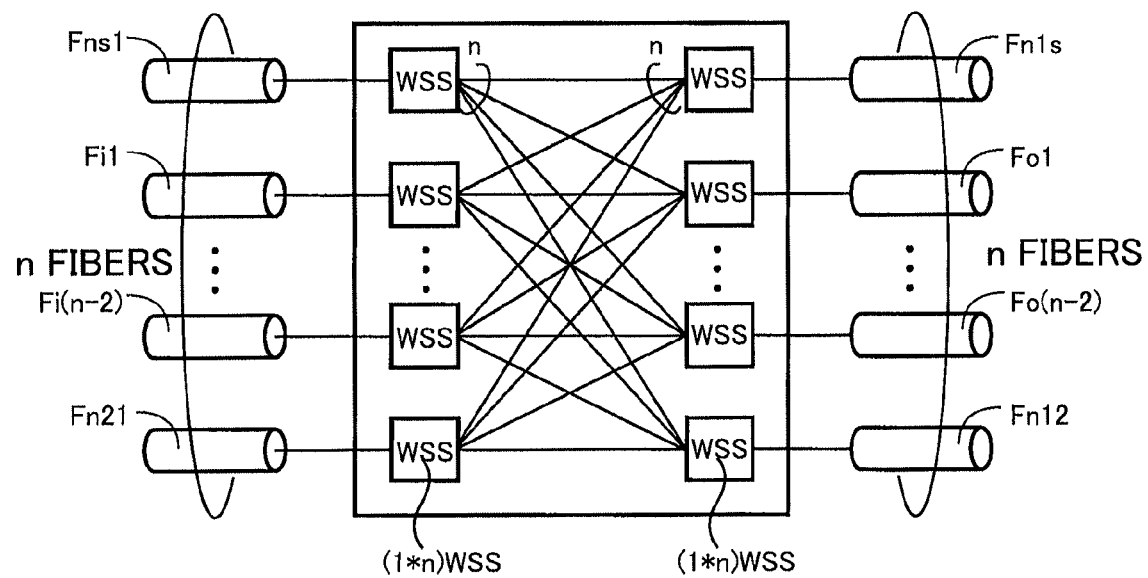 Fns1
n
n
Fn1s
WSS
WSS
Fi1
Fo1
WSS
WSS
n FIBERS
n FIBERS
Fi(n-2)
Fo(n-2)
WSS
WSS
Fn21
Fn12
WSS
WSS
(1*n)WSS
(1*n)WSS